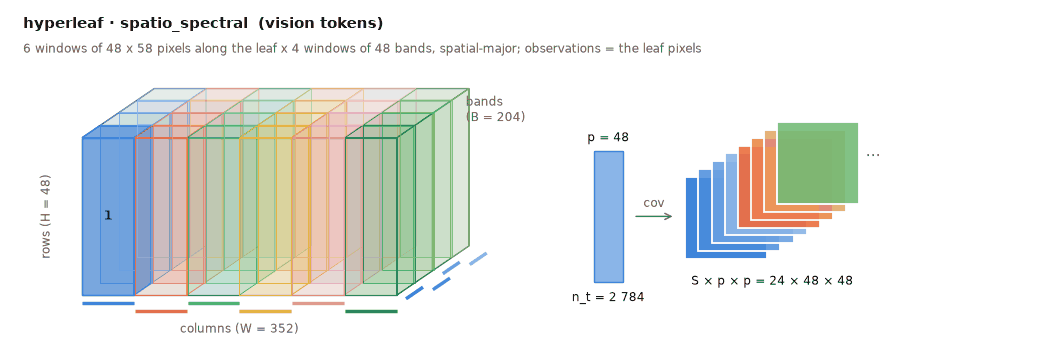 hyperleaf · spatio_spectral (vision tokens)
6 windows of 48 x 58 pixels along the leaf x 4 windows of 48 bands, spatial-major; observations = the leaf pixels
bands
(B = 204)
rows (H = 48)
1
columns (W = 352)
p = 48
cov
n_t = 2 784
...
S × p × p = 24 × 48 × 48